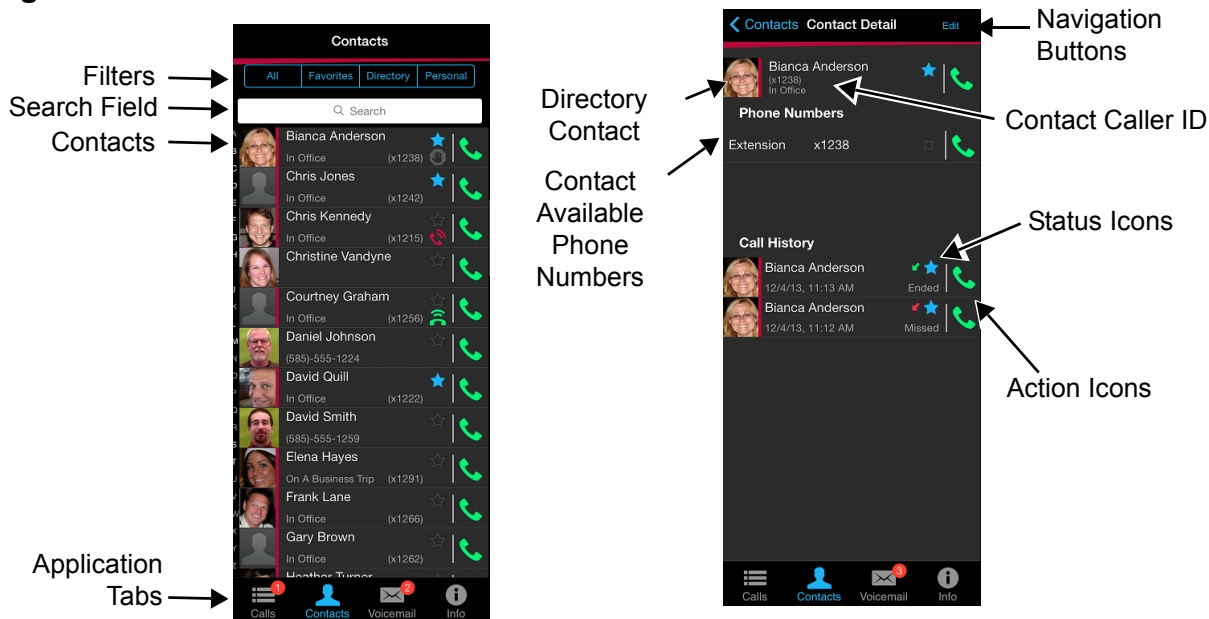 Contacts
All Favorites Directory Personal
Search
Filters
Search Field
Contacts
Application
Tabs
Bianca Anderson
In Office (x1238)
Chris Jones
In Office (x1242)
Chris Kennedy
In Office (x1215)
Christine Vandyne
Courtney Graham
In Office (x1256)
Daniel Johnson
(585)-555-1224
David Quill
In Office (x1222)
David Smith
(585)-555-1259
Elena Hayes
On A Business Trip (x1291)
Frank Lane
In Office (x1266)
Gary Brown
In Office (x1262)
Heather Turner
1 2
Calls Contacts Voicemail Info
Contacts Contact Detail Edit
Bianca Anderson
(x1238)
In Office
Phone Numbers
Extension x1238
Call History
Bianca Anderson
12/4/13, 11:13 AM Ended
Bianca Anderson
12/4/13, 11:12 AM Missed
3
Calls Contacts Voicemail Info
Directory
Contact
Contact
Available
Phone
Numbers
Navigation
Buttons
Contact Caller ID
Status Icons
Action Icons